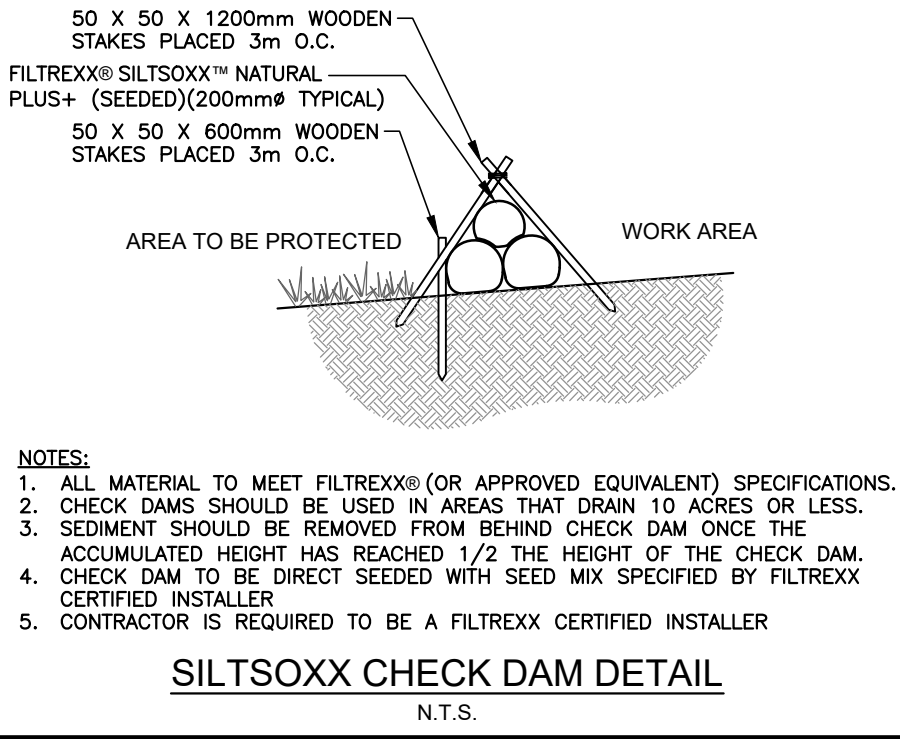 50 X 50 X 1200mm WOODEN
STAKES PLACED 3m O.C.
FILTREXX® SILTSOXX™ NATURAL
PLUS+ (SEEDED)(200mmø TYPICAL)
50 X 50 X 600mm WOODEN
STAKES PLACED 3m O.C.
AREA TO BE PROTECTED
WORK AREA
NOTES:
1. ALL MATERIAL TO MEET FILTREXX® (OR APPROVED EQUIVALENT) SPECIFICATIONS.
2. CHECK DAMS SHOULD BE USED IN AREAS THAT DRAIN 10 ACRES OR LESS.
3. SEDIMENT SHOULD BE REMOVED FROM BEHIND CHECK DAM ONCE THE
ACCUMULATED HEIGHT HAS REACHED 1/2 THE HEIGHT OF THE CHECK DAM.
4. CHECK DAM TO BE DIRECT SEEDED WITH SEED MIX SPECIFIED BY FILTREXX
CERTIFIED INSTALLER
5. CONTRACTOR IS REQUIRED TO BE A FILTREXX CERTIFIED INSTALLER
SILTSOXX CHECK DAM DETAIL
N.T.S.